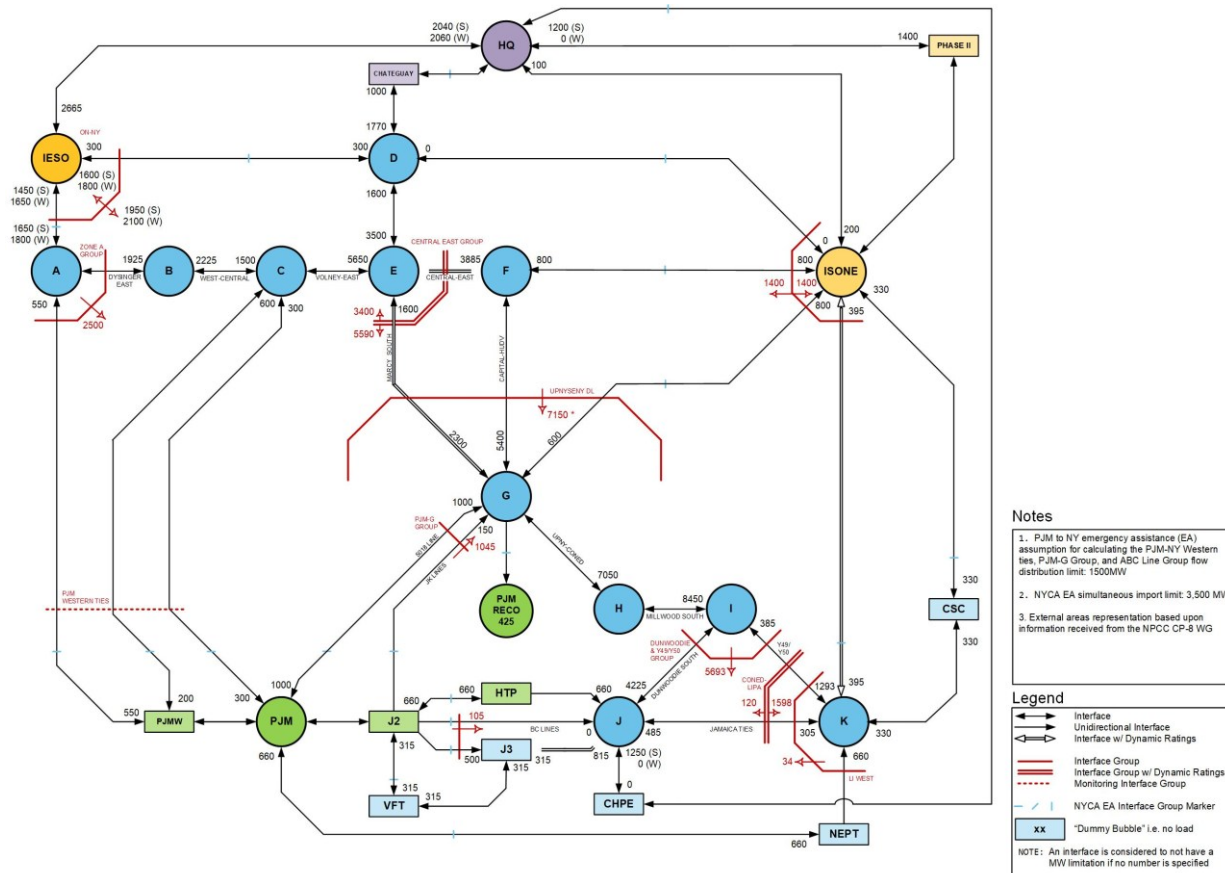 2040 (S)
2060 (W)
HQ
1200 (S)
0 (W)
1400
PHASE II
100
CHATEGUAY
1000
2665
ON-NY
1770
IESO
300
300
D
0
1600 (S)
1800 (W)
1450 (S)
1650 (W)
1950 (S)
2100 (W)
1600
200
0
1650 (S)
1800 (W)
ZONE A
GROUP
3500
CENTRAL EAST GROUP
A
1925
DYSINGER
EAST
B
2225
WEST-CENTRAL
1500
C
VOLNEY-EAST
5650
E
3885
CENTRAL-EAST
F
800
800
ISONE
1400
1400
330
550
2500
600
300
1600
3400
5590
800
395
MARCY SOUTH
CAPITAL-HUDV
UPNYSENY DL
7150 *
2300
5400
600
G
1000
150
PJM-G
GROUP
1045
5018 LINE
JK LINES
UPNY-CONED
PJM
RECO
425
7050
H
8450
MILLWOOD SOUTH
I
385
330
CSC
330
PJM
WESTERN TIES
DUNWOODIE
& Y49/Y50
GROUP
5693
DUNWOODIE SOUTH
Y49/
Y50
CONED-
LIPA
1293
395
120
1598
550
200
PJMW
300
1000
PJM
660
660
660
HTP
660
4225
J2
105
BC LINES
0
J
485
JAMAICA TIES
305
K
330
315
500
J3
315
815
1250 (S)
0 (W)
34
LI WEST
660
315
315
VFT
315
0
CHPE
NEPT
660
Notes
1. PJM to NY emergency assistance (EA)
assumption for calculating the PJM-NY Western
ties, PJM-G Group, and ABC Line Group flow
distribution limit: 1500MW
2. NYCA EA simultaneous import limit: 3,500 MW
3. External areas representation based upon
information received from the NPCC CP-8 WG
Legend
Interface
Unidirectional Interface
Interface w/ Dynamic Ratings
Interface Group
Interface Group w/ Dynamic Ratings
Monitoring Interface Group
NYCA EA Interface Group Marker
xx
"Dummy Bubble" i.e. no load
NOTE: An interface is considered to not have a
MW limitation if no number is specified